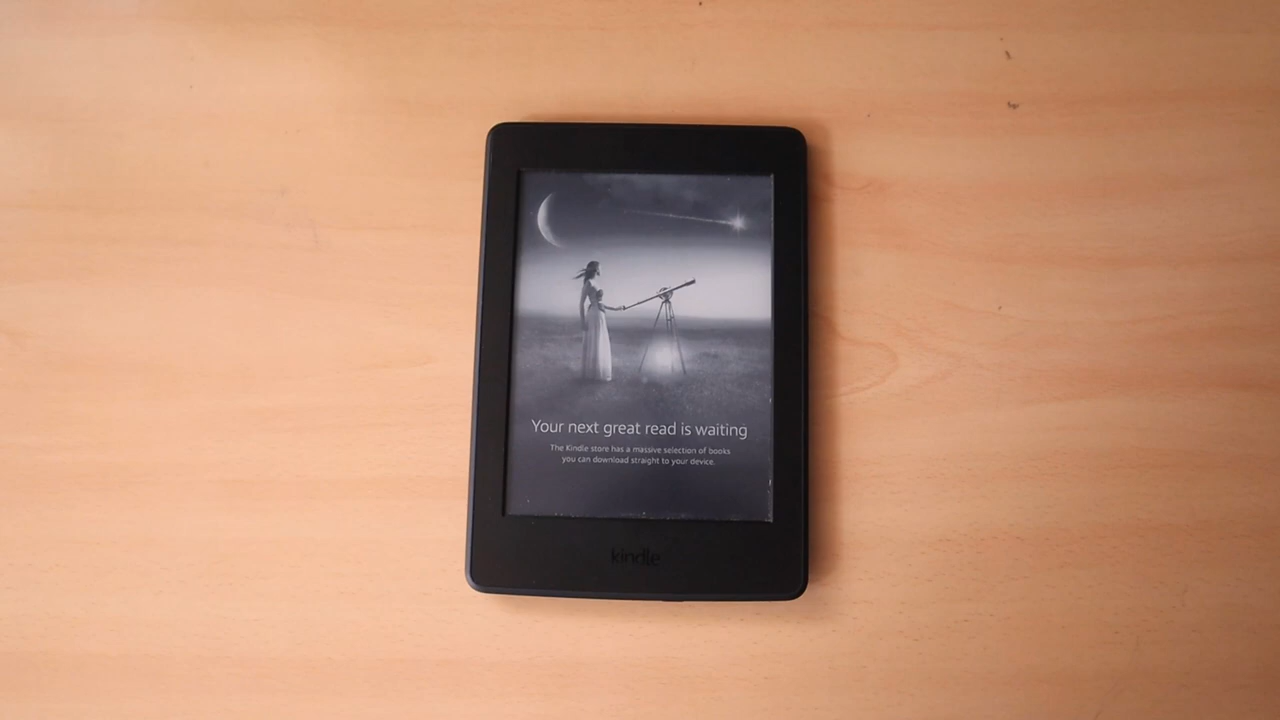 Your next great read is waiting
The Kindle store has a massive selection of books
you can download straight to your device.
kindle